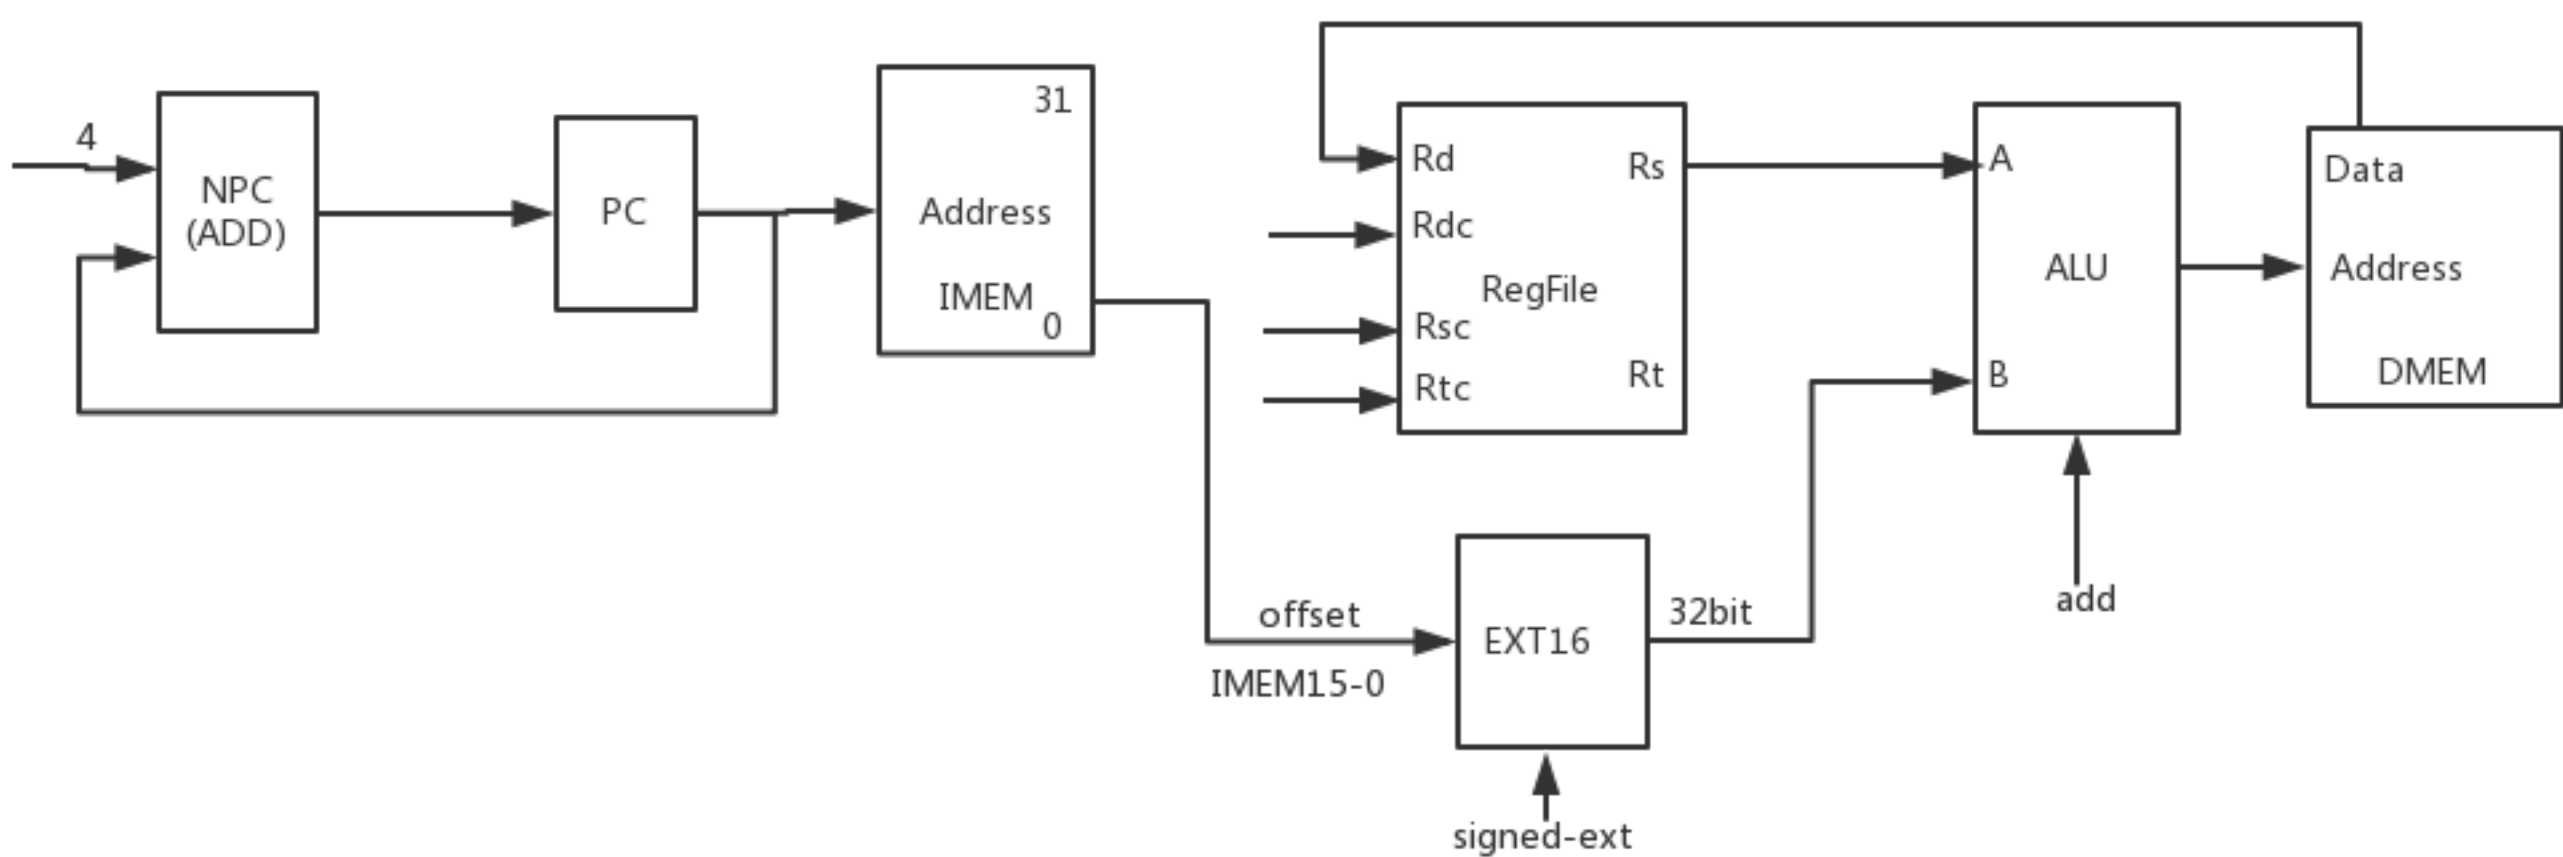 4
NPC
(ADD)
PC
31
Address
IMEM
0
Rd
Rs
Rdc
RegFile
Rsc
Rtc
Rt
A
ALU
B
add
Data
Address
DMEM
offset
IMEM15-0
EXT16
32bit
signed-ext